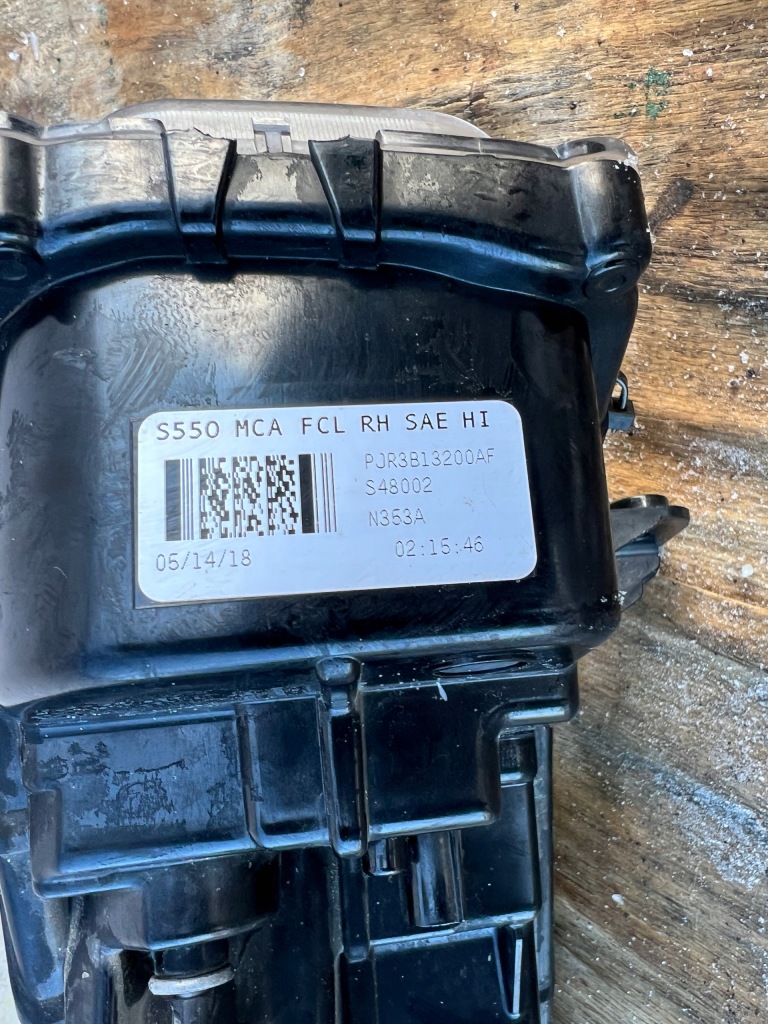 S550 MCA FCL RH SAE HI
PJR3B13200AF
S48002
N353A
05/14/18 02:15:46